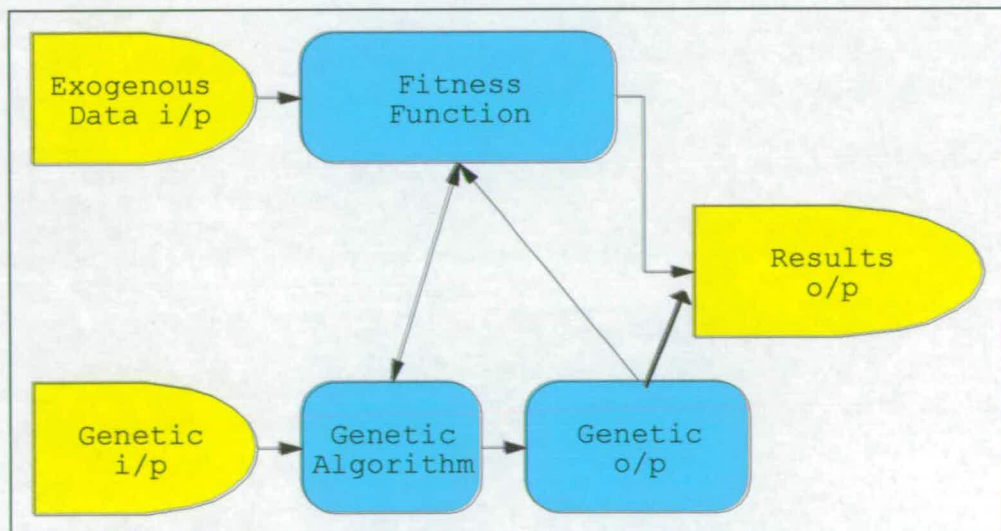 Exogenous
Data i/p
Fitness
Function
Results
o/p
Genetic
i/p
Genetic
Algorithm
Genetic
o/p